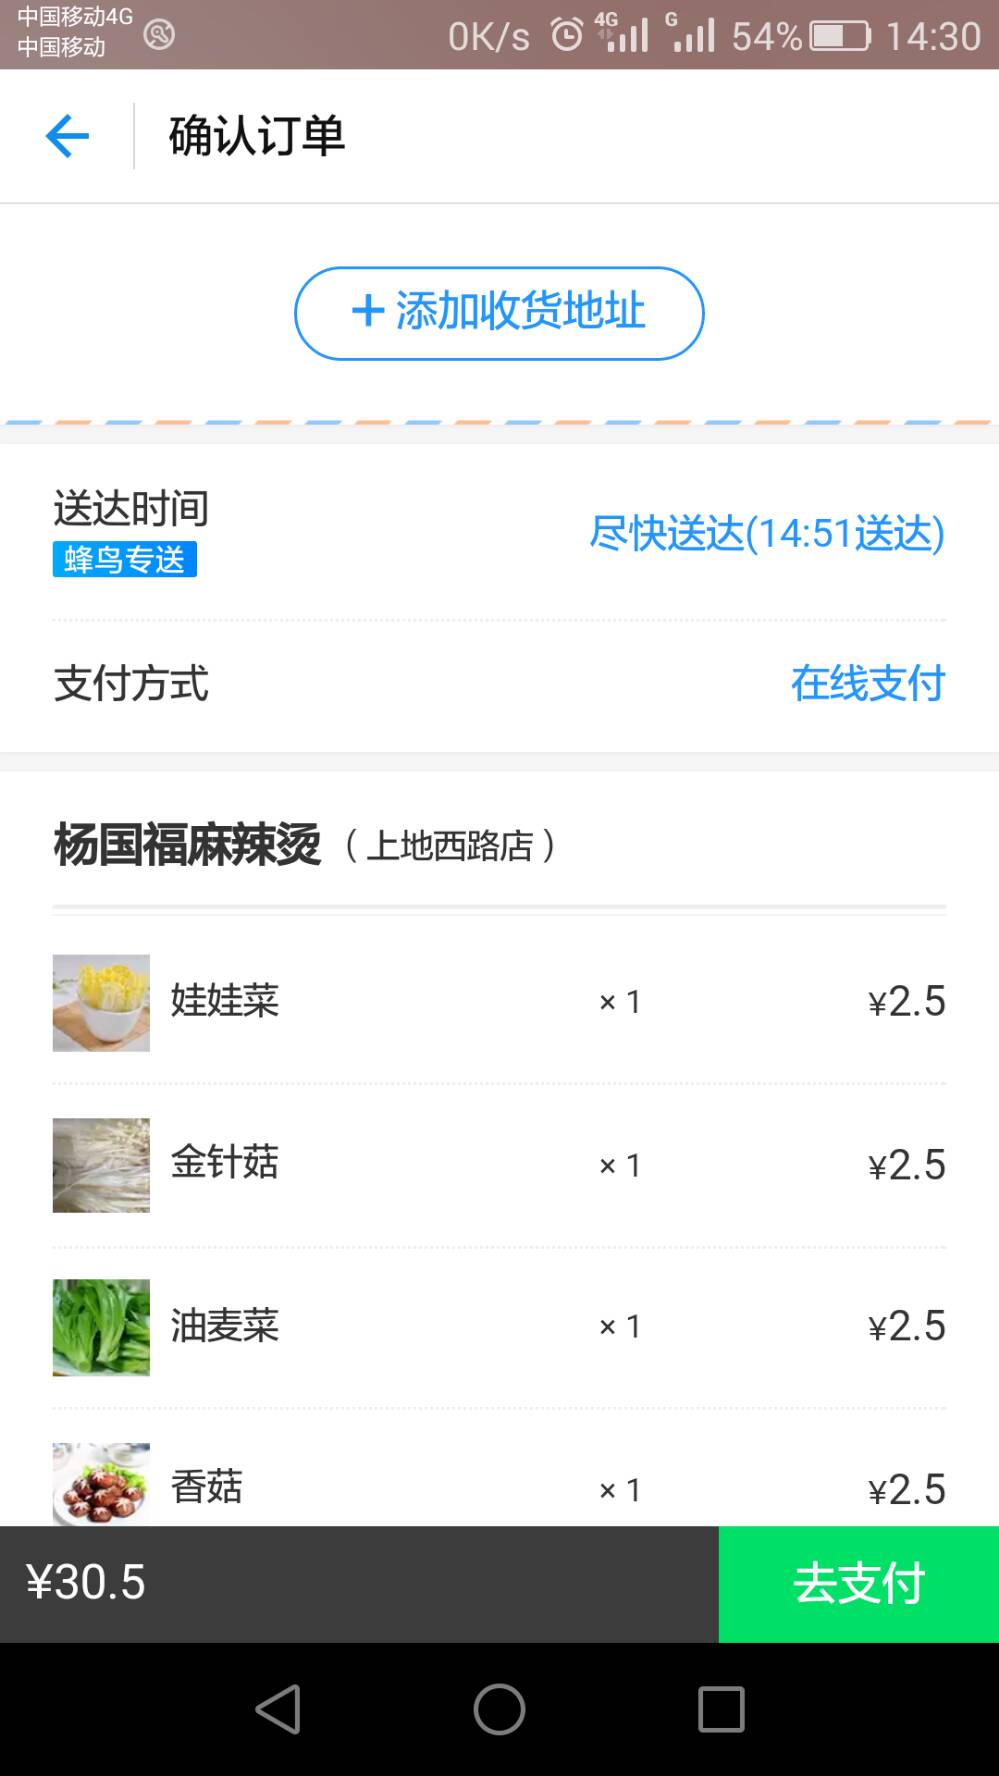 中国移动4G
中国移动
0K/s 4G G 54% 14:30
确认订单
+ 添加收货地址
送达时间
蜂鸟专送
尽快送达(14:51送达)
支付方式
在线支付
杨国福麻辣烫（上地西路店）
娃娃菜 × 1 ¥2.5
金针菇 × 1 ¥2.5
油麦菜 × 1 ¥2.5
香菇 × 1 ¥2.5
¥30.5
去支付